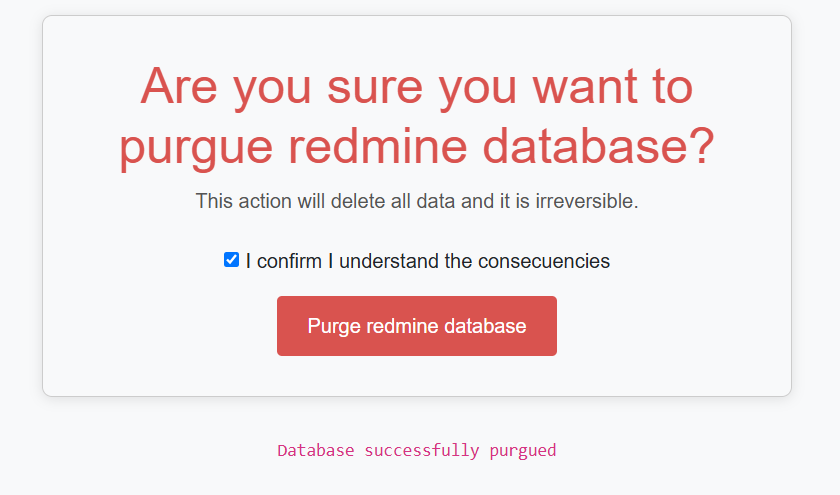 Are you sure you want to
purgue redmine database?
This action will delete all data and it is irreversible.
I confirm I understand the consecuencies
Purge redmine database
Database successfully purgued